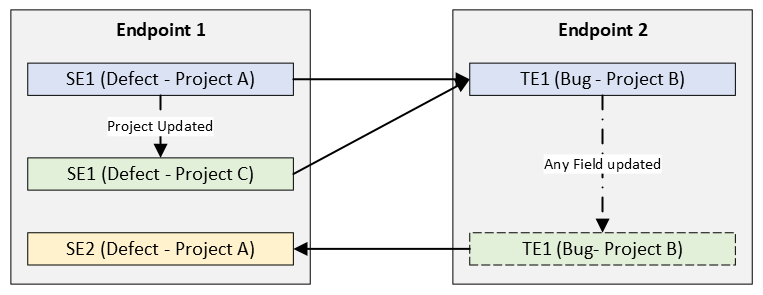 Endpoint 1
SE1 (Defect - Project A)
Project Updated
SE1 (Defect - Project C)
SE2 (Defect - Project A)
Endpoint 2
TE1 (Bug - Project B)
Any Field updated
TE1 (Bug- Project B)